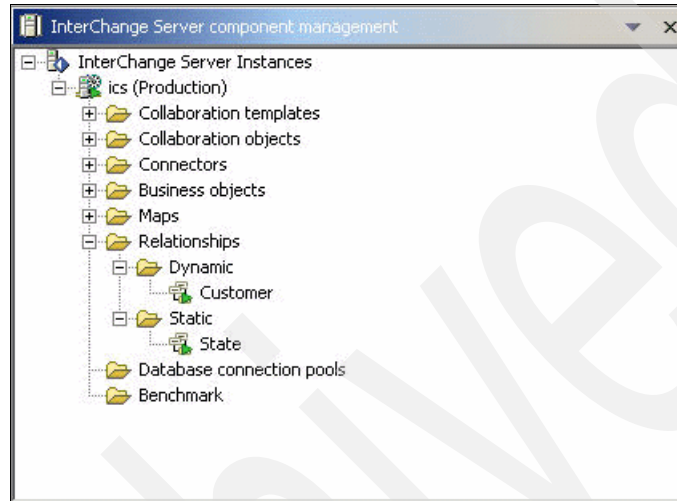 InterChange Server component management
InterChange Server Instances
ics (Production)
Collaboration templates
Collaboration objects
Connectors
Business objects
Maps
Relationships
Dynamic
Customer
Static
State
Database connection pools
Benchmark